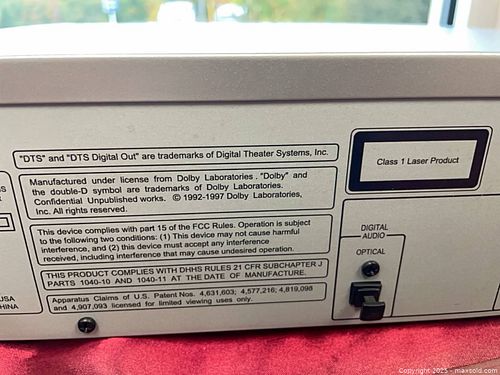 "DTS" and "DTS Digital Out" are trademarks of Digital Theater Systems, Inc.
Manufactured under license from Dolby Laboratories . "Dolby" and
the double-D symbol are trademarks of Dolby Laboratories.
Confidential Unpublished works. © 1992-1997 Dolby Laboratories,
Inc. All rights reserved.
This device complies with part 15 of the FCC Rules. Operation is subject
to the following two conditions: (1) This device may not cause harmful
interference, and (2) this device must accept any interference
received, including interference that may cause undesired operation.
THIS PRODUCT COMPLIES WITH DHHS RULES 21 CFR SUBCHAPTER J
PARTS 1040-10 AND 1040-11 AT THE DATE OF MANUFACTURE.
Apparatus Claims of U.S. Patent Nos. 4,631,603; 4,577,216; 4,819,098
and 4,907,093 licensed for limited viewing uses only.
Class 1 Laser Product
DIGITAL
AUDIO
OPTICAL
USA
Copyright 2025 - maxsold.com